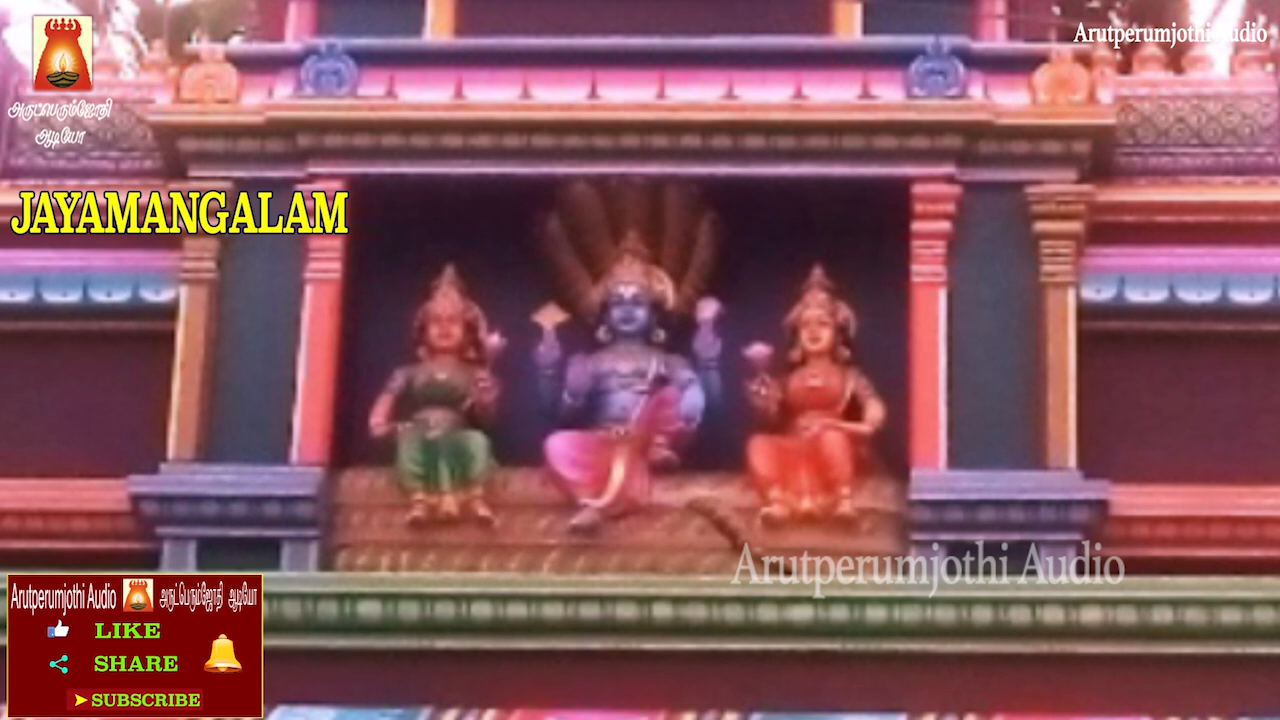 Arutperumjothi Audio
அருட்பெரும்ஜோதி
ஆடியோ
JAYAMANGALAM
Arutperumjothi Audio
Arutperumjothi Audio அருட்பெரும்ஜோதி ஆடியோ
LIKE
SHARE
SUBSCRIBE